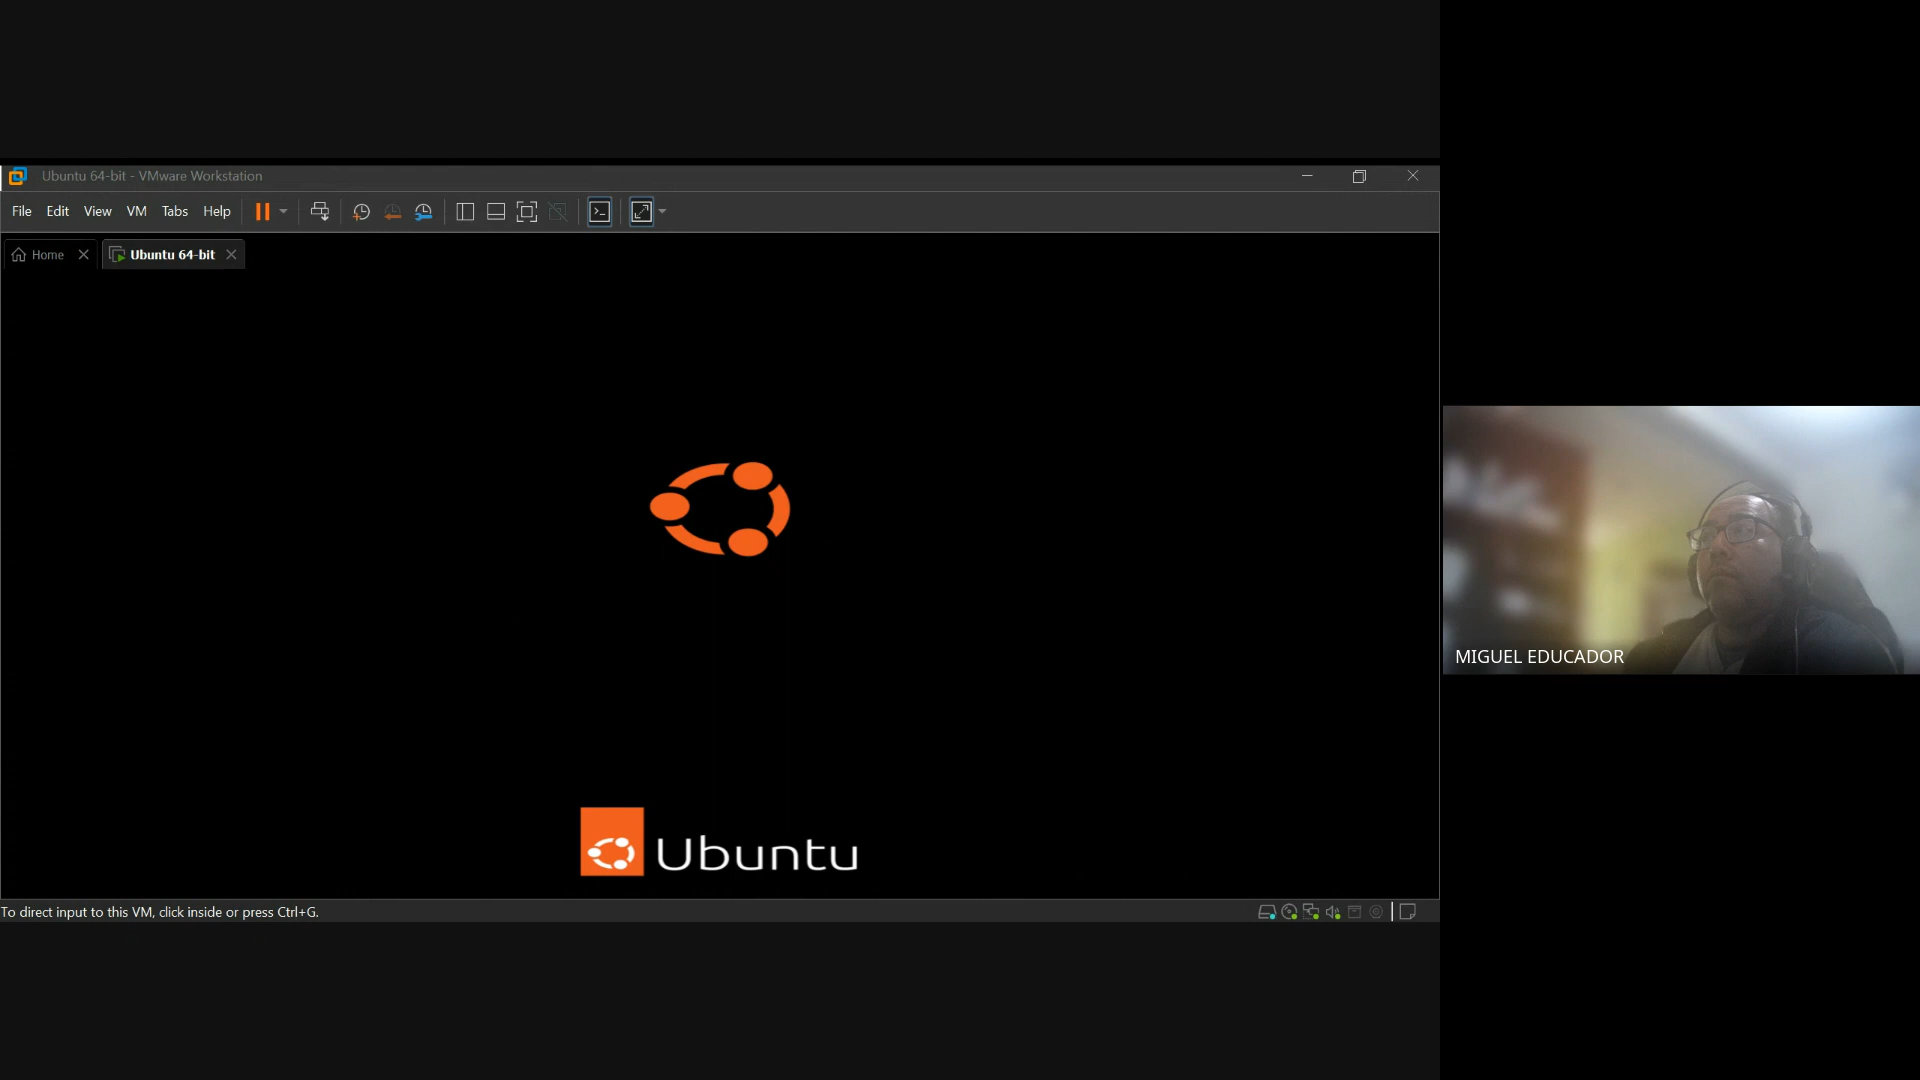 Ubuntu 64-bit - VMware Workstation
File Edit View VM Tabs Help
Home Ubuntu 64-bit
Ubuntu
MIGUEL EDUCADOR
To direct input to this VM, click inside or press Ctrl+G.